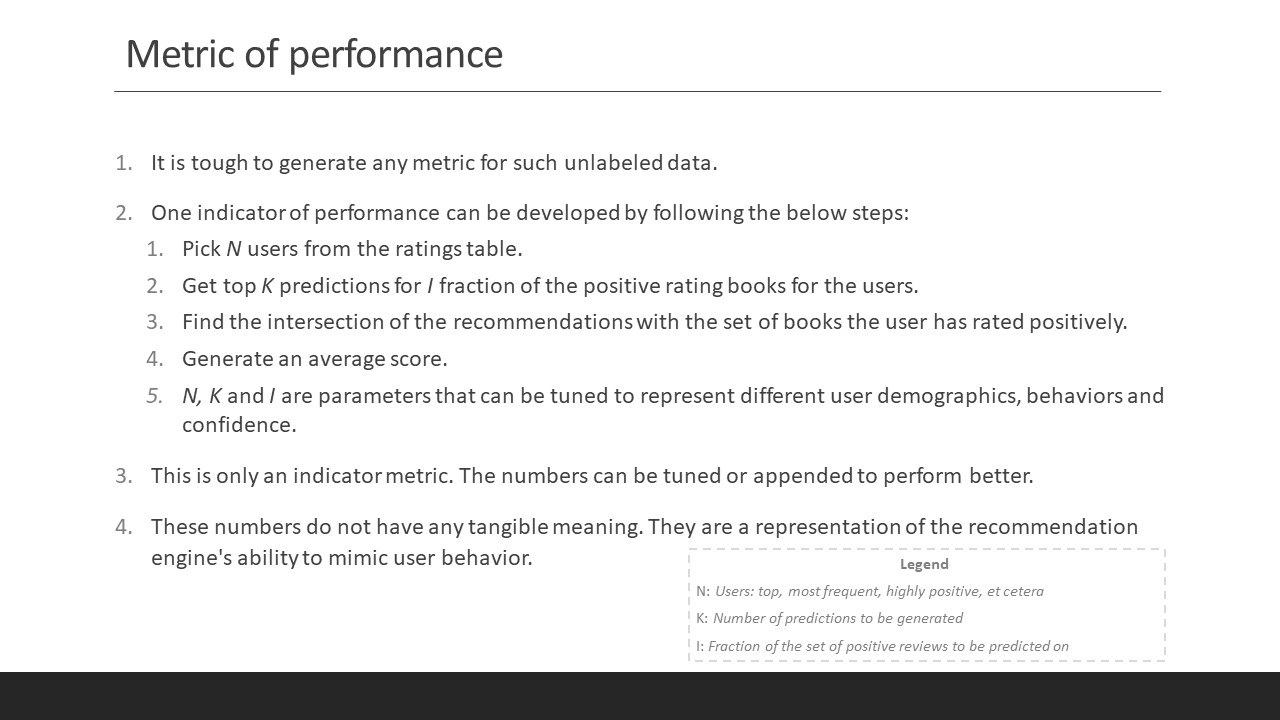 Metric of performance
1. It is tough to generate any metric for such unlabeled data.
2. One indicator of performance can be developed by following the below steps:
1. Pick N users from the ratings table.
2. Get top K predictions for I fraction of the positive rating books for the users.
3. Find the intersection of the recommendations with the set of books the user has rated positively.
4. Generate an average score.
5. N, K and I are parameters that can be tuned to represent different user demographics, behaviors and
confidence.
3. This is only an indicator metric. The numbers can be tuned or appended to perform better.
4. These numbers do not have any tangible meaning. They are a representation of the recommendation
engine's ability to mimic user behavior.
Legend
N: Users: top, most frequent, highly positive, et cetera
K: Number of predictions to be generated
I: Fraction of the set of positive reviews to be predicted on